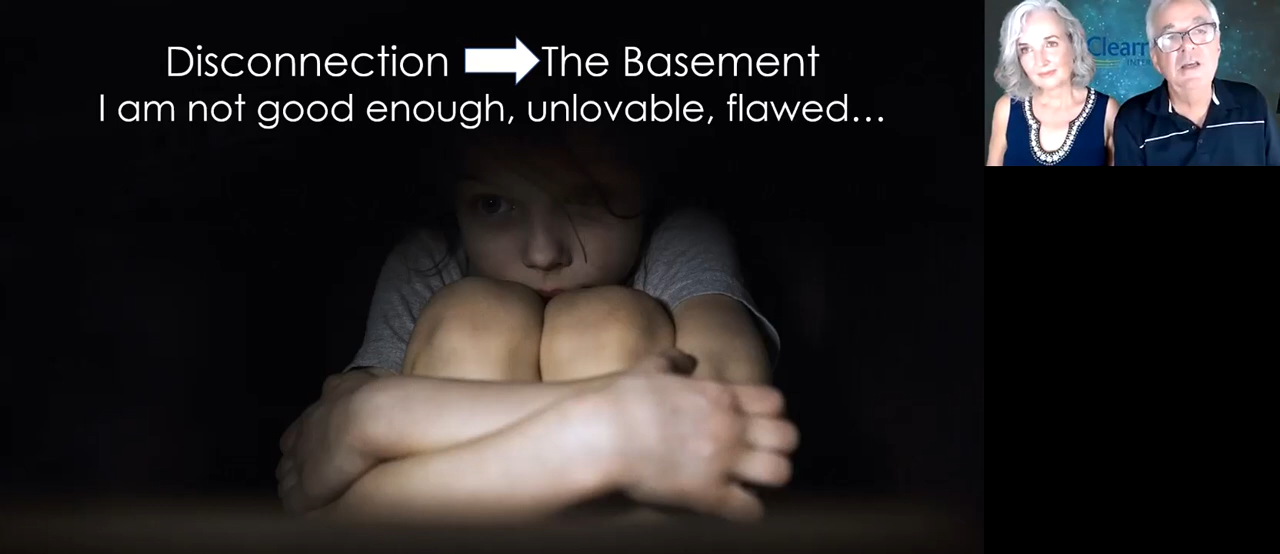 Disconnection The Basement
I am not good enough, unlovable, flawed…